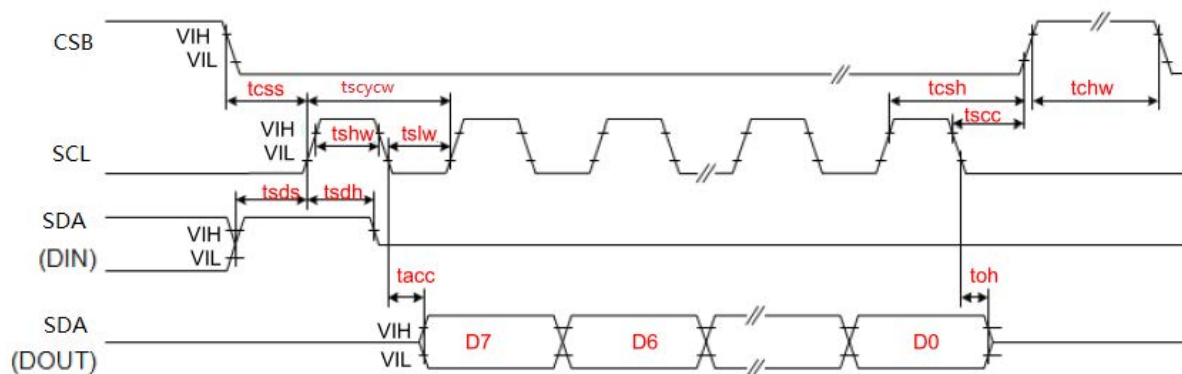 CSB
VIH
VIL
tcss
tscycw
tcsh
tchw
tscc
SCL
VIH
VIL
tshw
tslw
tsds
tsdh
SDA
(DIN)
VIH
VIL
tacc
toh
SDA
(DOUT)
VIH
VIL
D7
D6
D0